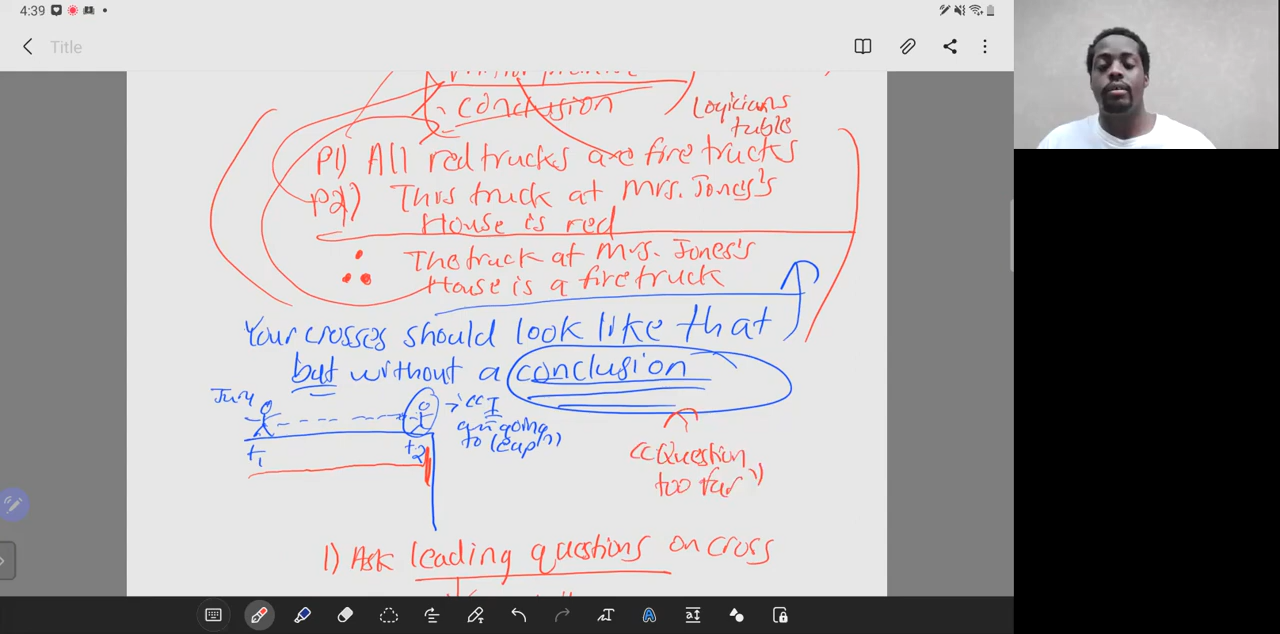 4:39
Title
conclusion
Logicians
table
P1) All red trucks are fire trucks
P2) This truck at Mrs. Jones's
House is red
∴ The truck at Mrs. Jones's
House is a fire truck
Your crosses should look like that
but without a conclusion
Jury
"I
am going
to leap"
t1
t2
"Question
too far"
1) Ask leading questions on cross